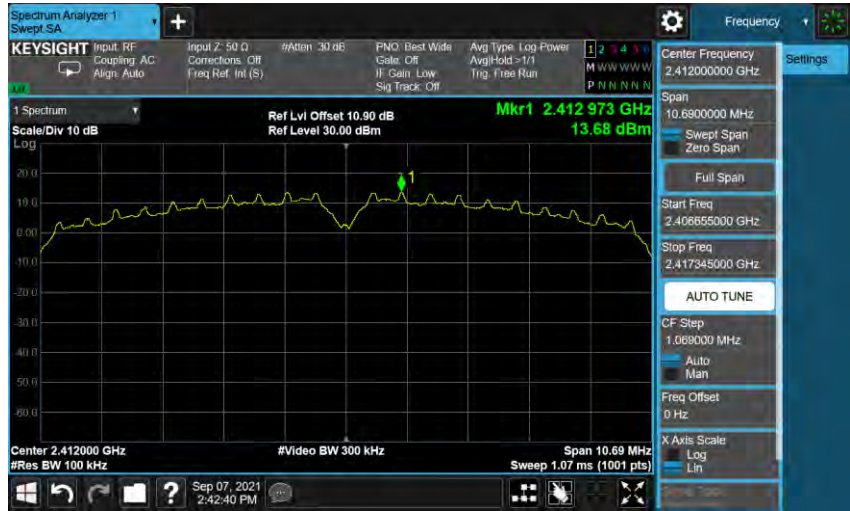 Spectrum Analyzer 1
Swept SA
Frequency
KEYSIGHT
Input: RF
Coupling: AC
Align: Auto
Input Z: 50 Ω
Corrections: Off
Freq Ref: Int (S)
#Atten: 30 dB
PNO: Best Wide
Gate: Off
IF Gain: Low
Sig Track: Off
Avg Type: Log-Power
Avg|Hold: >1/1
Trig: Free Run
1 2 3 4 5 6
M W W W W W
P N N N N N
Center Frequency
2.412000000 GHz
Settings
Span
10.6900000 MHz
Swept Span
Zero Span
Full Span
Start Freq
2.406655000 GHz
Stop Freq
2.417345000 GHz
AUTO TUNE
CF Step
1.069000 MHz
Auto
Man
Freq Offset
0 Hz
X Axis Scale
Log
Lin
1 Spectrum
Scale/Div 10 dB
Log
Ref Lvl Offset 10.90 dB
Ref Level 30.00 dBm
Mkr1 2.412 973 GHz
13.68 dBm
1
20.0
10.0
0.00
-10.0
-20.0
-30.0
-40.0
-50.0
-60.0
Center 2.412000 GHz
#Res BW 100 kHz
#Video BW 300 kHz
Span 10.69 MHz
Sweep 1.07 ms (1001 pts)
?
Sep 07, 2021
2:42:40 PM